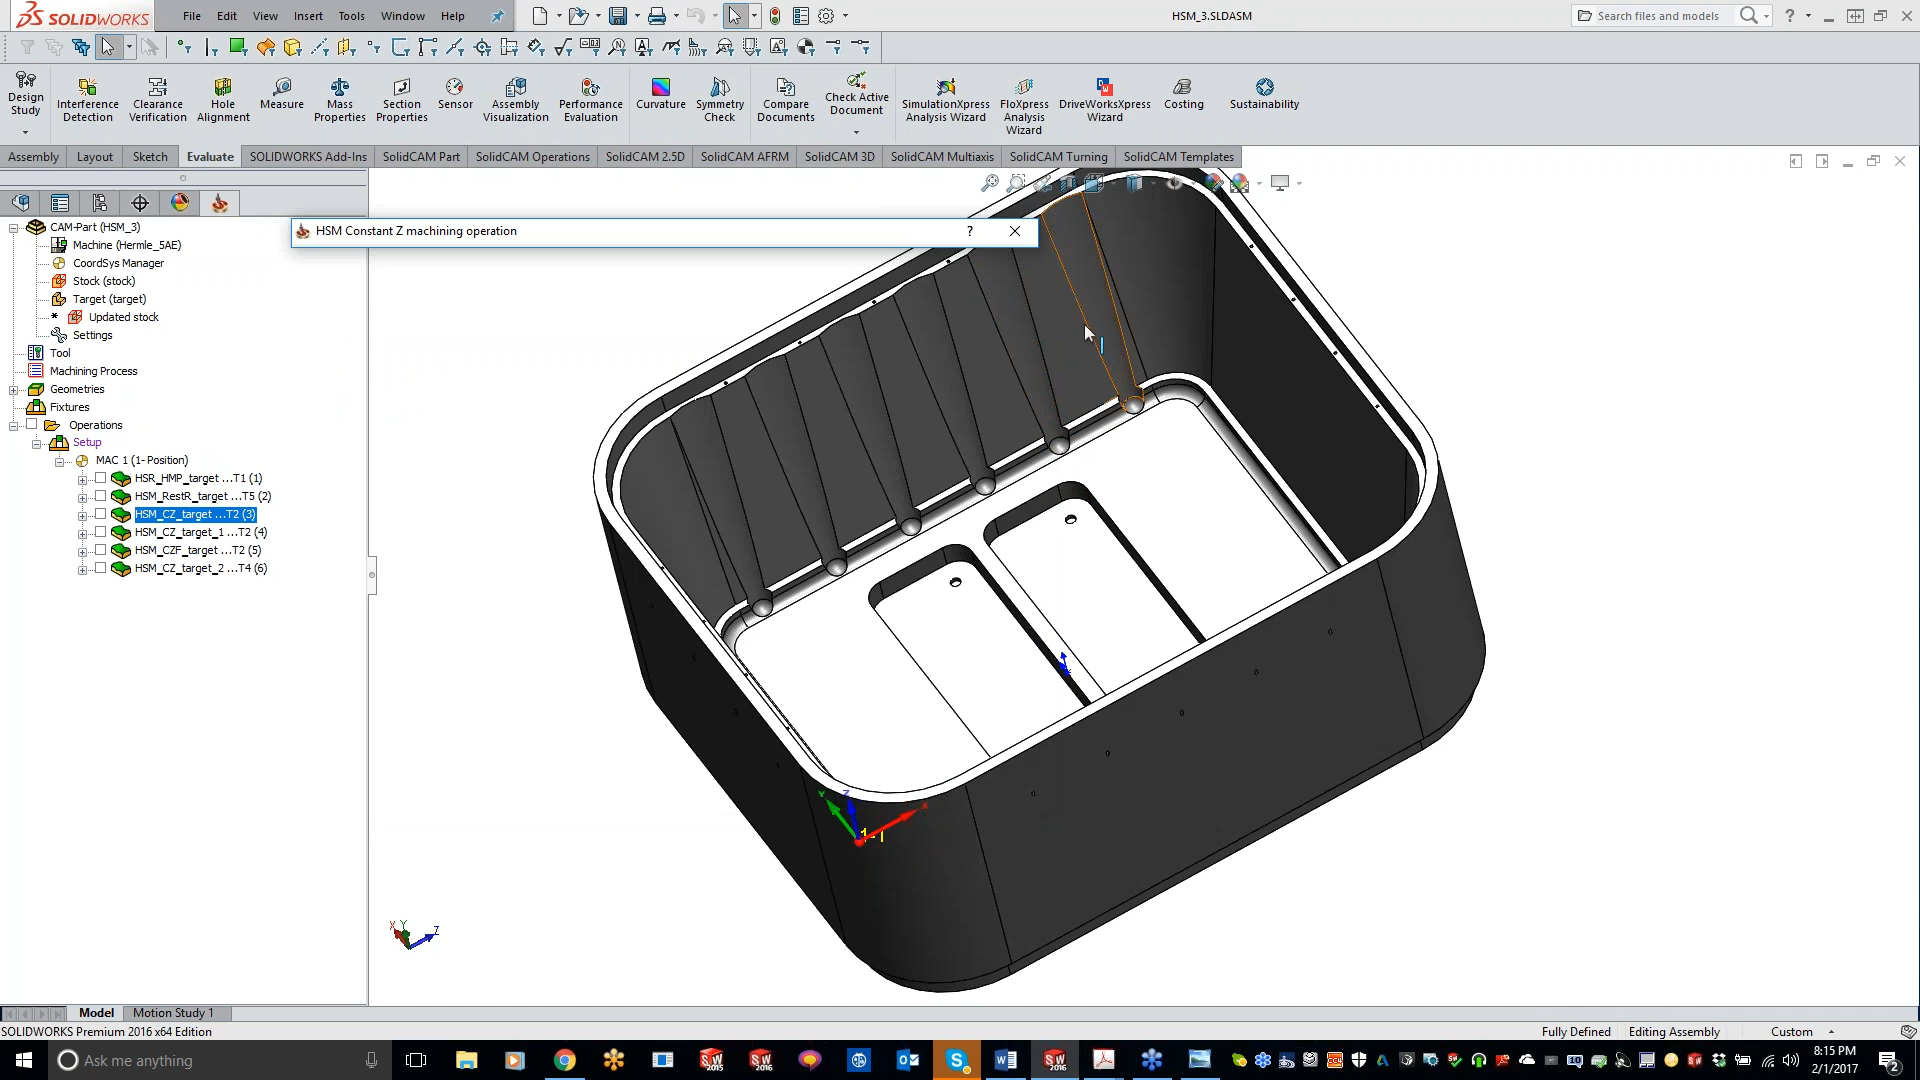 SOLIDWORKS File Edit View Insert Tools Window Help HSM_3.SLDASM Search files and models
Design Study
Interference Detection
Clearance Verification
Hole Alignment
Measure
Mass Properties
Section Properties
Sensor
Assembly Visualization
Performance Evaluation
Curvature
Symmetry Check
Compare Documents
Check Active Document
SimulationXpress Analysis Wizard
FloXpress Analysis Wizard
DriveWorksXpress Wizard
Costing
Sustainability
Assembly Layout Sketch Evaluate SOLIDWORKS Add-Ins SolidCAM Part SolidCAM Operations SolidCAM 2.5D SolidCAM AFRM SolidCAM 3D SolidCAM Multiaxis SolidCAM Turning SolidCAM Templates
HSM Constant Z machining operation
CAM-Part (HSM_3)
Machine (Hermle_5AE)
CoordSys Manager
Stock (stock)
Target (target)
* Updated stock
Settings
Tool
Machining Process
Geometries
Fixtures
Operations
Setup
MAC 1 (1- Position)
HSR_HMP_target ...T1 (1)
HSM_RestR_target ...T5 (2)
HSM_CZ_target ...T2 (3)
HSM_CZ_target_1 ...T2 (4)
HSM_CZF_target ...T2 (5)
HSM_CZ_target_2 ...T4 (6)
Y Z X
X Y Z
Model Motion Study 1
SOLIDWORKS Premium 2016 x64 Edition Fully Defined Editing Assembly Custom
Ask me anything
8:15 PM
2/1/2017